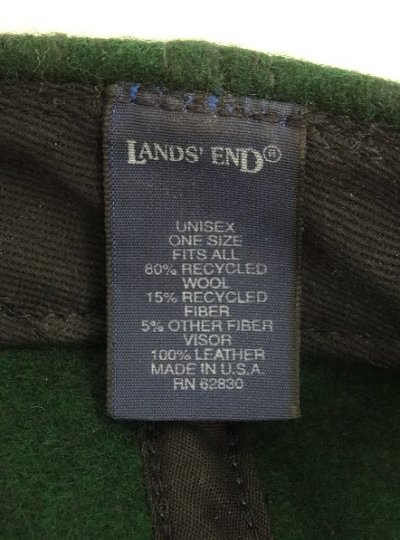 LANDS' END®
UNISEX
ONE SIZE
FITS ALL
80% RECYCLED
WOOL
15% RECYCLED
FIBER
5% OTHER FIBER
VISOR
100% LEATHER
MADE IN U.S.A.
RN 62830